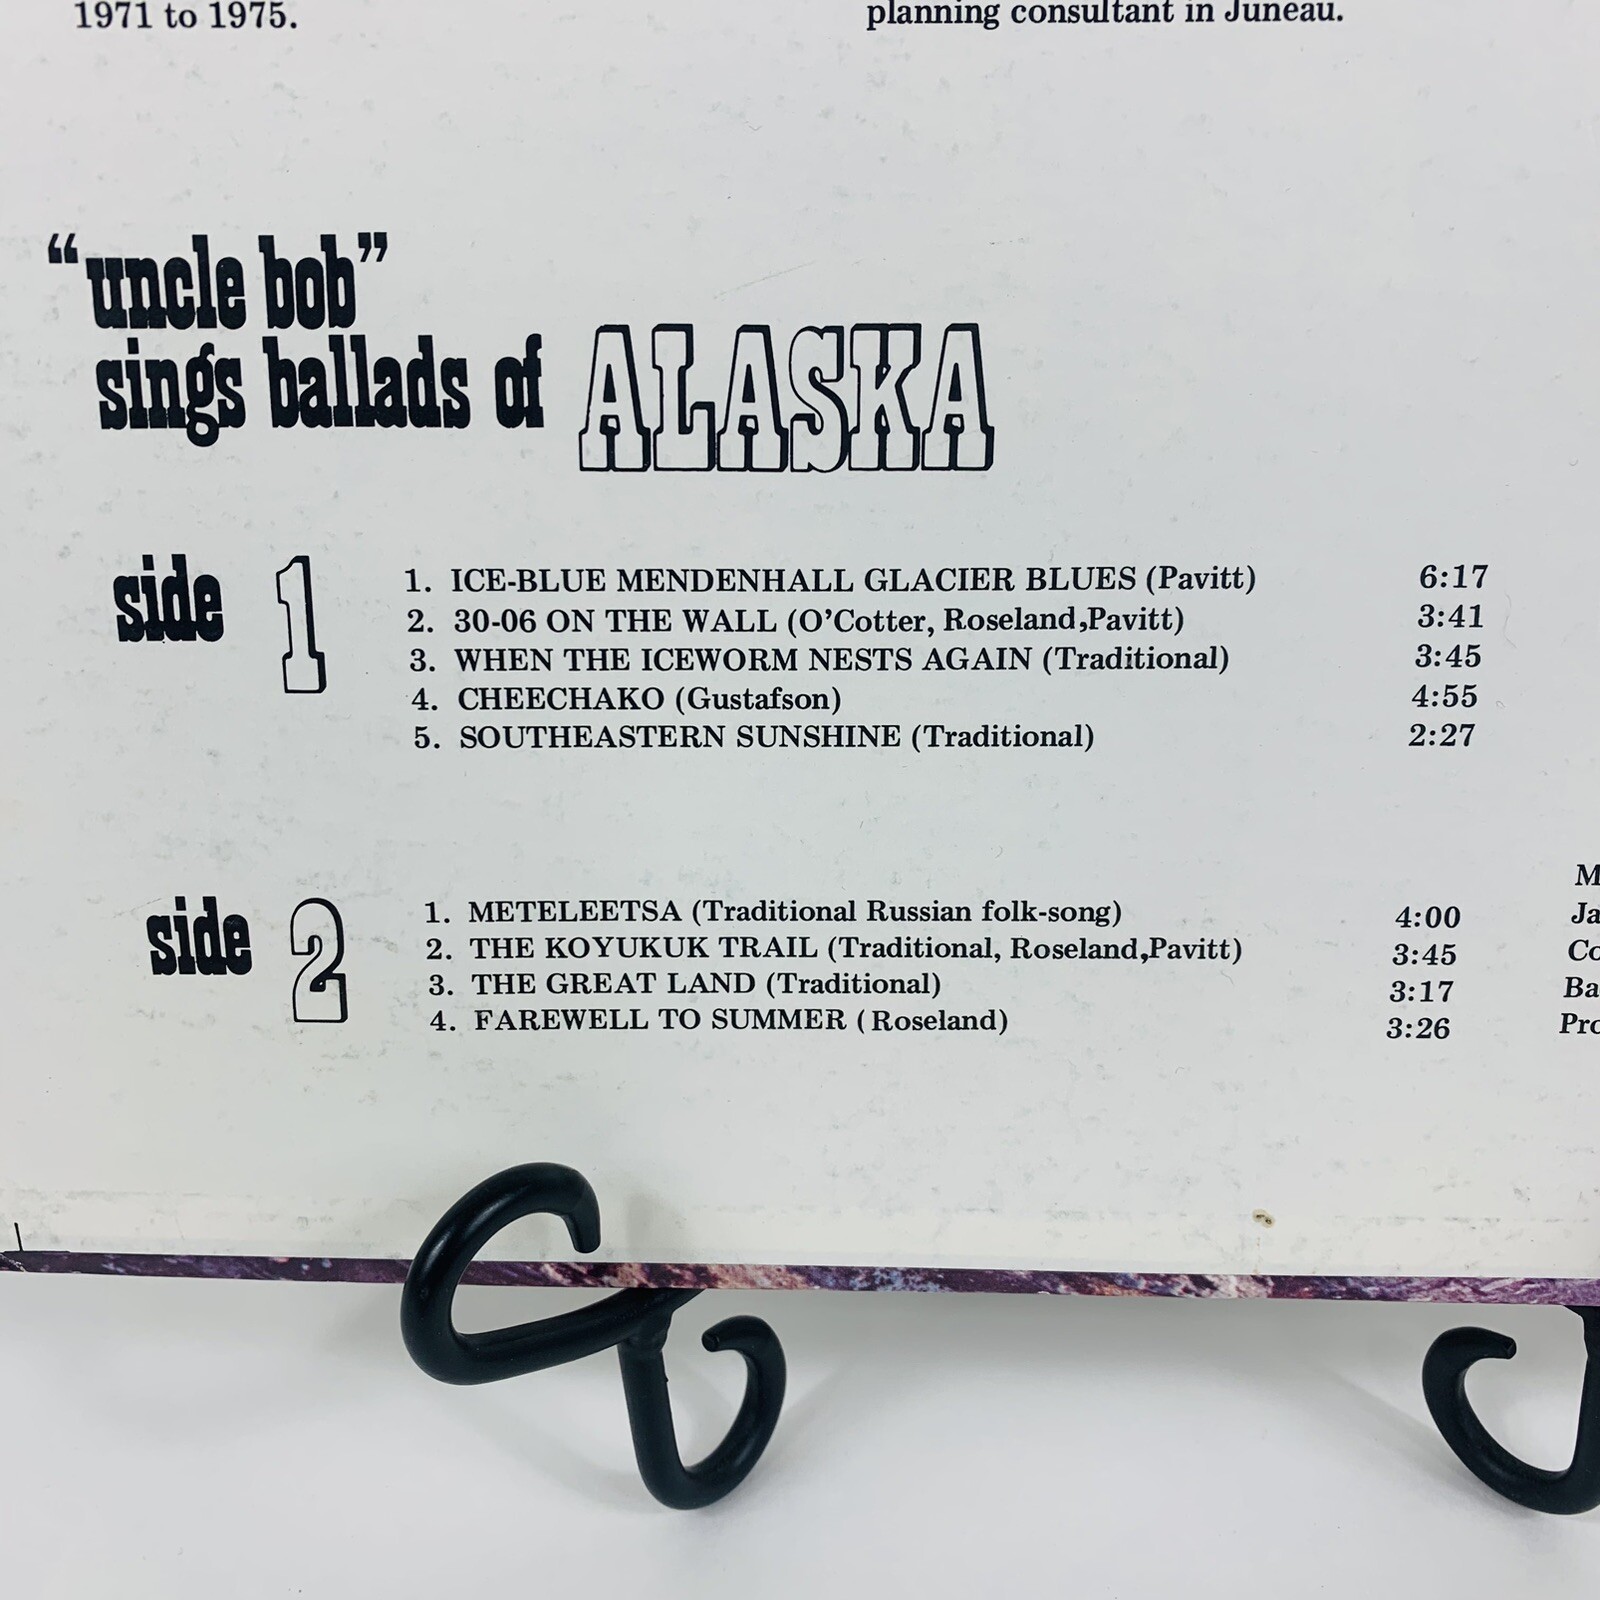 1971 to 1975.
planning consultant in Juneau.
"uncle bob"
sings ballads of ALASKA
side 1
1. ICE-BLUE MENDENHALL GLACIER BLUES (Pavitt) 6:17
2. 30-06 ON THE WALL (O'Cotter, Roseland,Pavitt) 3:41
3. WHEN THE ICEWORM NESTS AGAIN (Traditional) 3:45
4. CHEECHAKO (Gustafson) 4:55
5. SOUTHEASTERN SUNSHINE (Traditional) 2:27
side 2
1. METELEETSA (Traditional Russian folk-song) 4:00
2. THE KOYUKUK TRAIL (Traditional, Roseland,Pavitt) 3:45
3. THE GREAT LAND (Traditional) 3:17
4. FAREWELL TO SUMMER (Roseland) 3:26